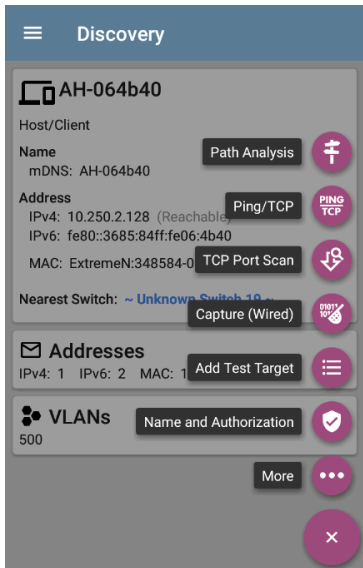 Discovery
AH-064b40
Host/Client
Name
mDNS: AH-064b40
Path Analysis
Address
IPv4: 10.250.2.128 (Reachable
Ping/TCP
PING
TCP
IPv6: fe80::3685:84ff:fe06:4b40
MAC: ExtremeN:348584-0
TCP Port Scan
Nearest Switch: ~ Unknown Switch 19 ~
Capture (Wired)
Addresses
IPv4: 1 IPv6: 2 MAC: 1
Add Test Target
VLANs
500
Name and Authorization
More